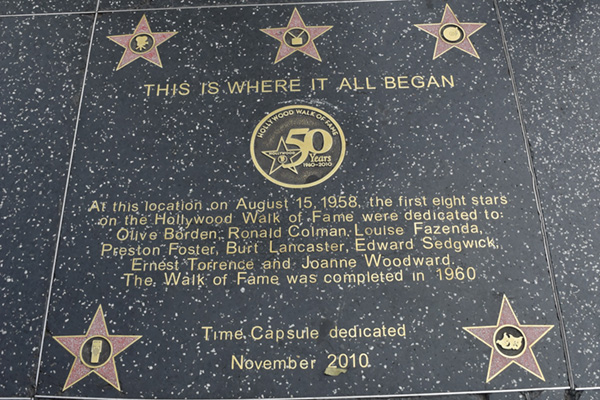 THIS IS WHERE IT ALL BEGAN
HOLLYWOOD WALK OF FAME
50
Years
1960-2010
At this location on August 15, 1958, the first eight stars
on the Hollywood Walk of Fame were dedicated to:
Olive Borden, Ronald Colman, Louise Fazenda,
Preston Foster, Burt Lancaster, Edward Sedgwick,
Ernest Torrence and Joanne Woodward.
The Walk of Fame was completed in 1960
Time Capsule dedicated
November 2010